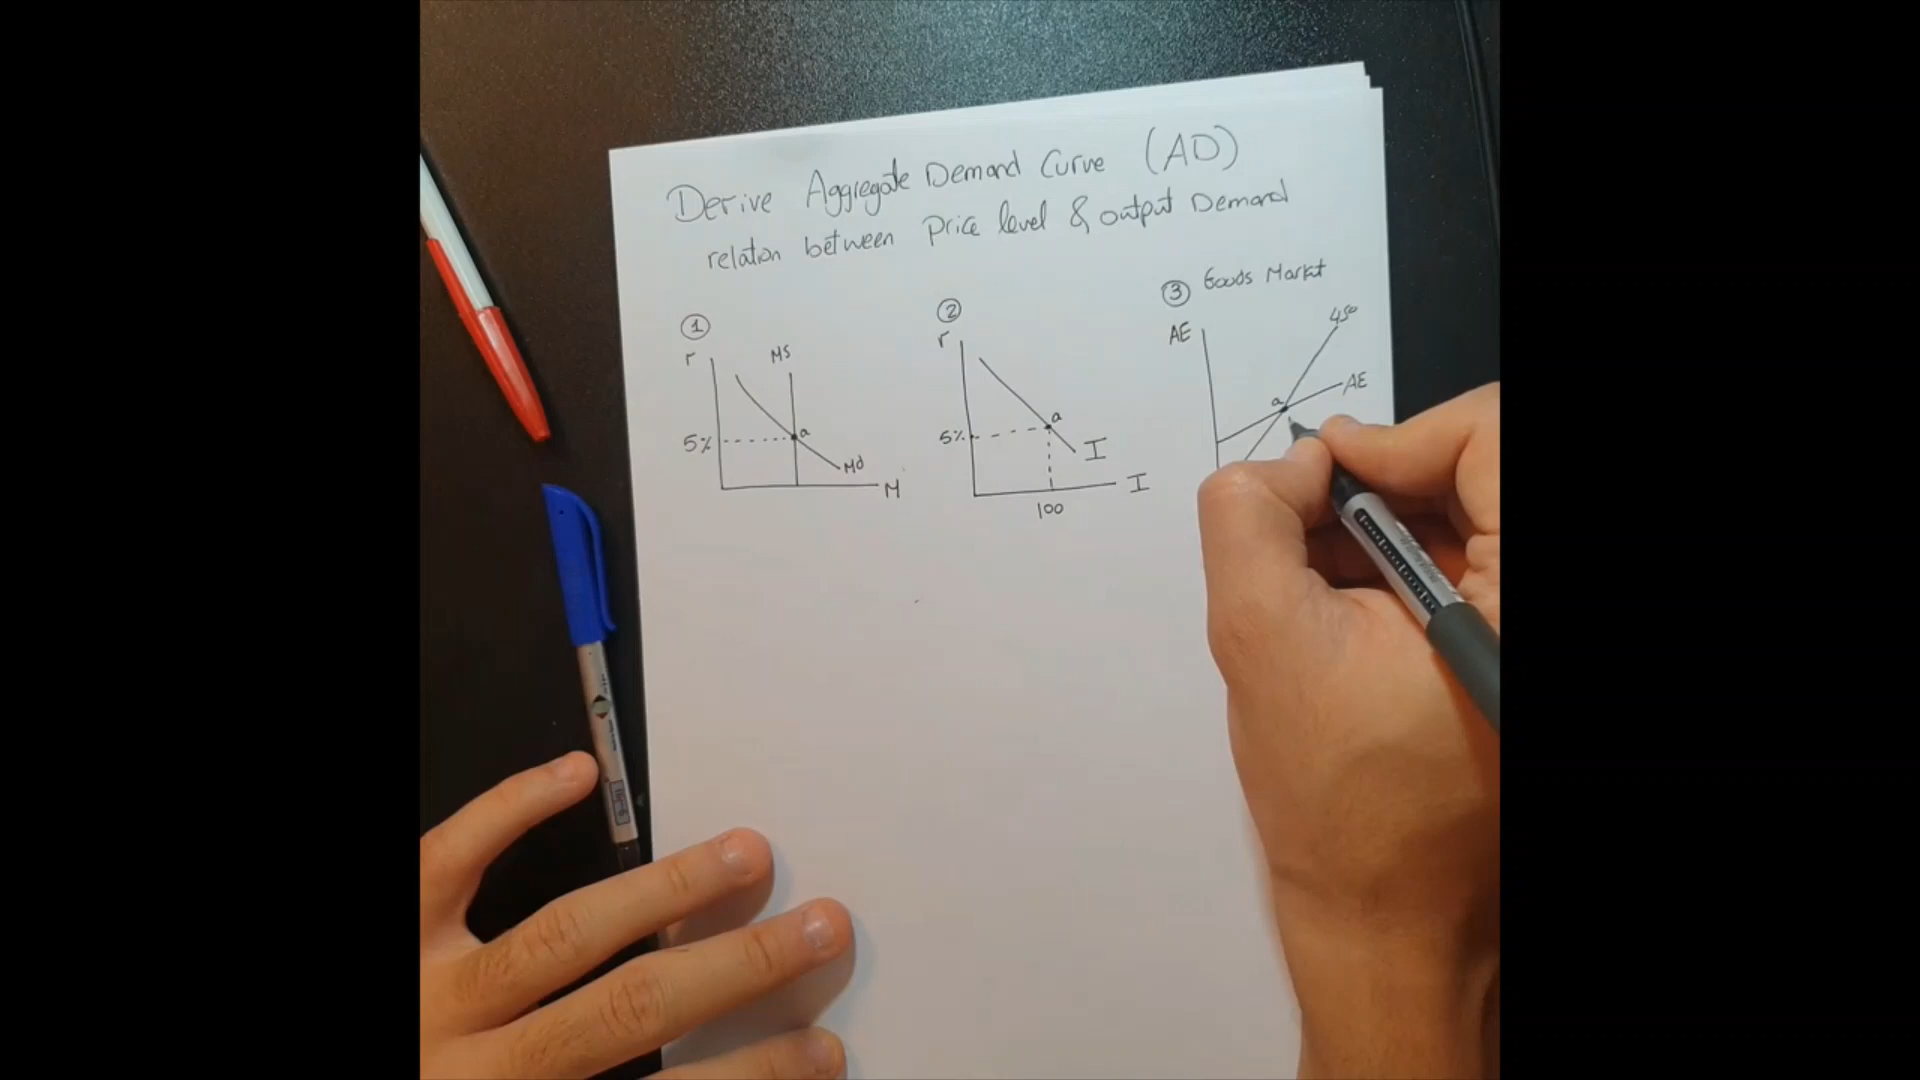 Derive Aggregate Demand Curve (AD)
relation between Price level & output Demand
1
r
MS
5%
a
Md
M
2
r
5%
a
I
I
100
3 Goods Markt
AE
45°
a
AE